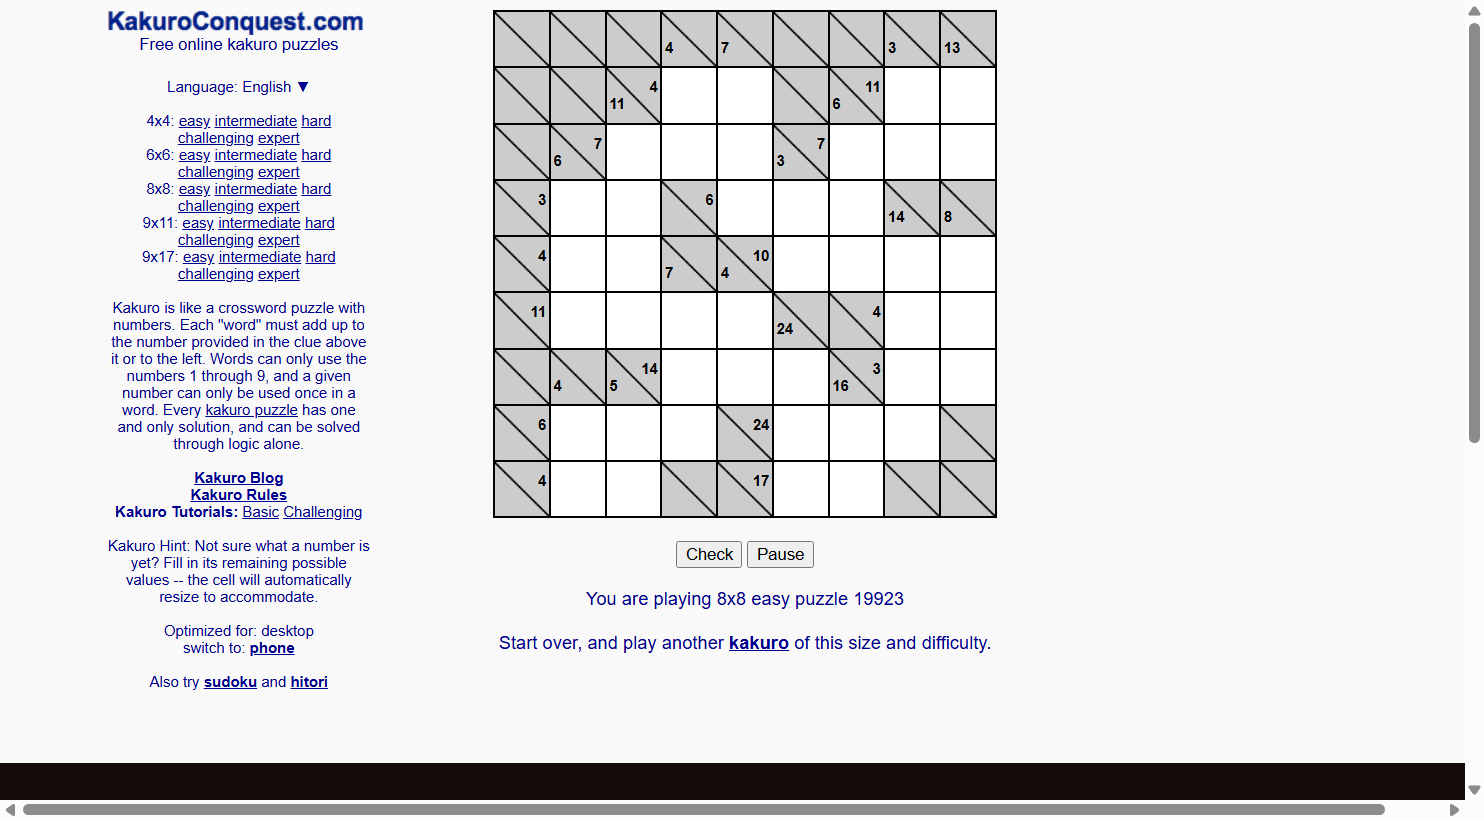 KakuroConquest.com
Free online kakuro puzzles
Language: English ▼
4x4: easy intermediate hard
challenging expert
6x6: easy intermediate hard
challenging expert
8x8: easy intermediate hard
challenging expert
9x11: easy intermediate hard
challenging expert
9x17: easy intermediate hard
challenging expert
Kakuro is like a crossword puzzle with
numbers. Each "word" must add up to
the number provided in the clue above
it or to the left. Words can only use the
numbers 1 through 9, and a given
number can only be used once in a
word. Every kakuro puzzle has one
and only solution, and can be solved
through logic alone.
Kakuro Blog
Kakuro Rules
Kakuro Tutorials: Basic Challenging
Kakuro Hint: Not sure what a number is
yet? Fill in its remaining possible
values -- the cell will automatically
resize to accommodate.
Optimized for: desktop
switch to: phone
Also try sudoku and hitori
4 7 3 13
4 11 11 6
7 6 7 3
3 6 14 8
4 7 10 4
11 24 4
4 14 5 3 16
6 24
4 17
Check Pause
You are playing 8x8 easy puzzle 19923
Start over, and play another kakuro of this size and difficulty.